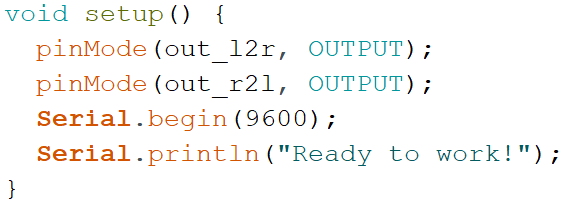 void setup() {
  pinMode(out_l2r, OUTPUT);
  pinMode(out_r2l, OUTPUT);
  Serial.begin(9600);
  Serial.println("Ready to work!");
}